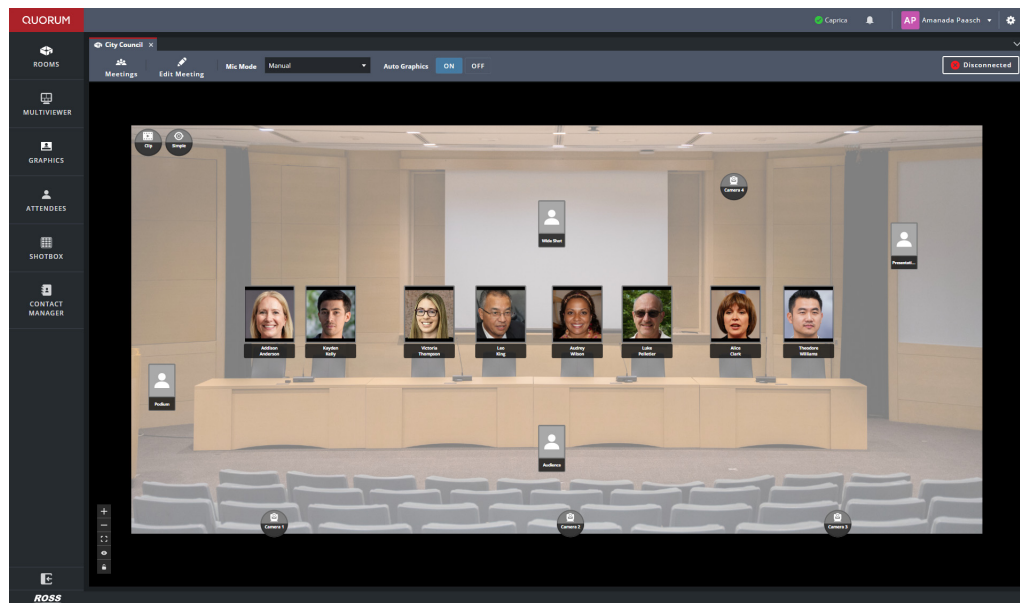 QUORUM
Caprica
AP Amanada Paasch
ROOMS
City Council ×
Meetings
Edit Meeting
Mic Mode
Manual
Auto Graphics
ON
OFF
Disconnected
MULTIVIEWER
GRAPHICS
ATTENDEES
SHOTBOX
CONTACT
MANAGER
Clip
Simple
Camera 4
Wide Shot
Presentati...
Addison
Anderson
Kayden
Kelly
Victoria
Thompson
Leo
King
Audrey
Wilson
Luke
Pelletier
Alice
Clark
Theodore
Williams
Podium
Audience
Camera 1
Camera 2
Camera 3
ROSS